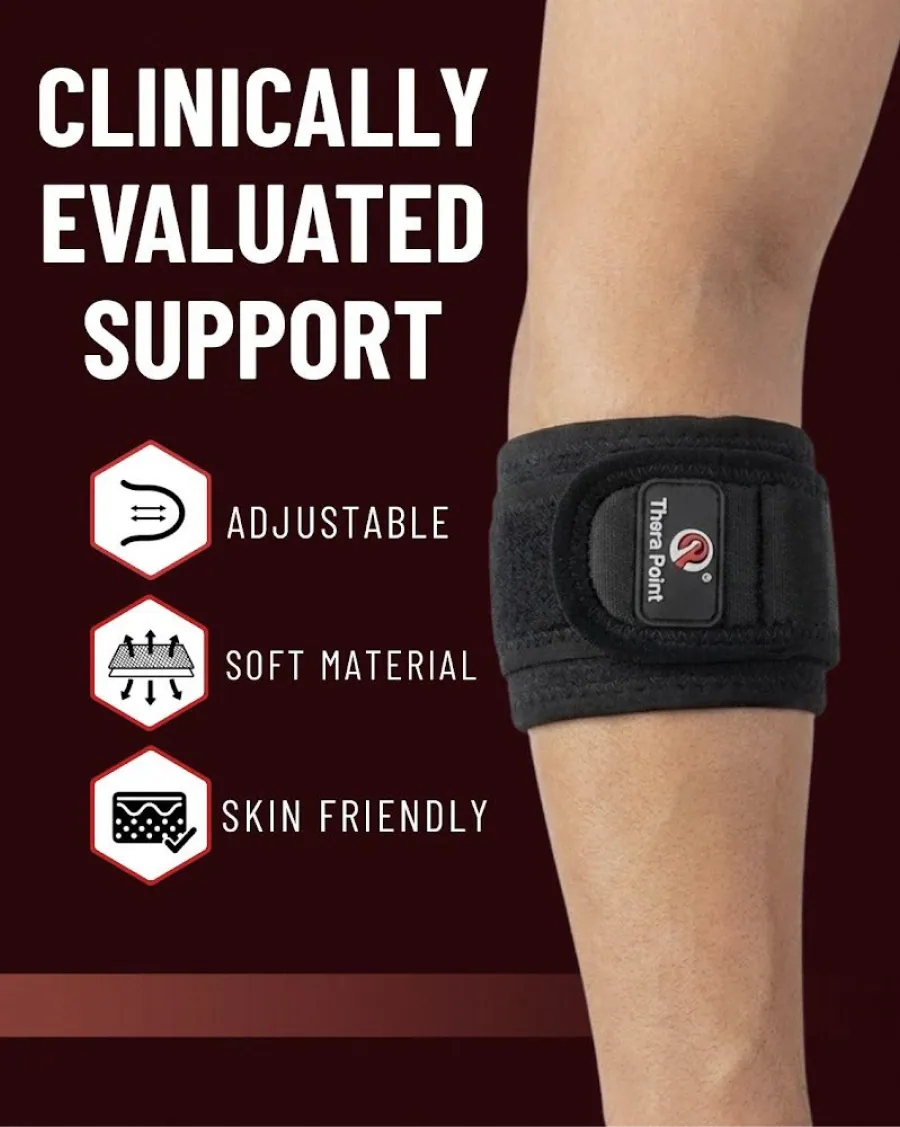 CLINICALLY
EVALUATED
SUPPORT
ADJUSTABLE
SOFT MATERIAL
SKIN FRIENDLY
Thera Point
®